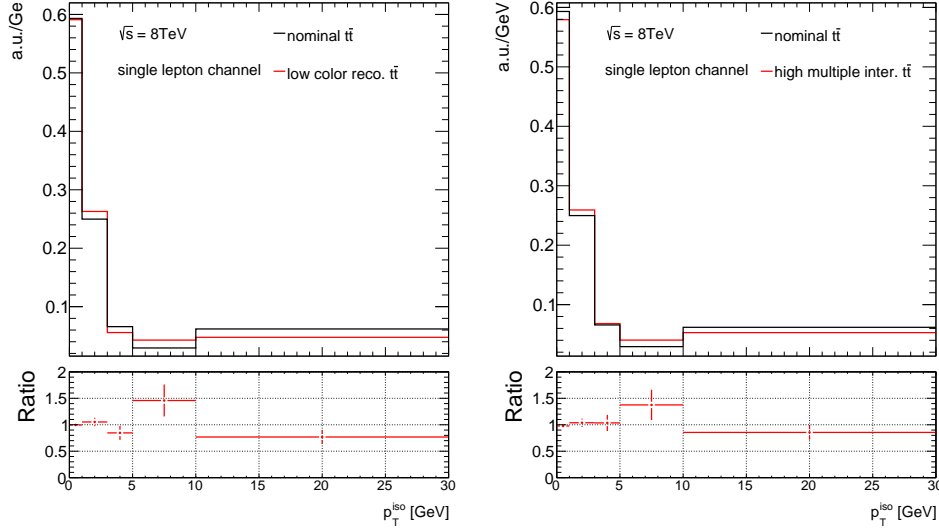 a.u./Ge
0.6
0.5
0.4
0.3
0.2
0.1
√s = 8TeV
nominal tt̄
single lepton channel
low color reco. tt̄
Ratio
2
1.5
1
0.5
0
0 5 10 15 20 25 30
p_T^iso [GeV]
a.u./GeV
0.6
0.5
0.4
0.3
0.2
0.1
√s = 8TeV
nominal tt̄
single lepton channel
high multiple inter. tt̄
Ratio
2
1.5
1
0.5
0
0 5 10 15 20 25 30
p_T^iso [GeV]